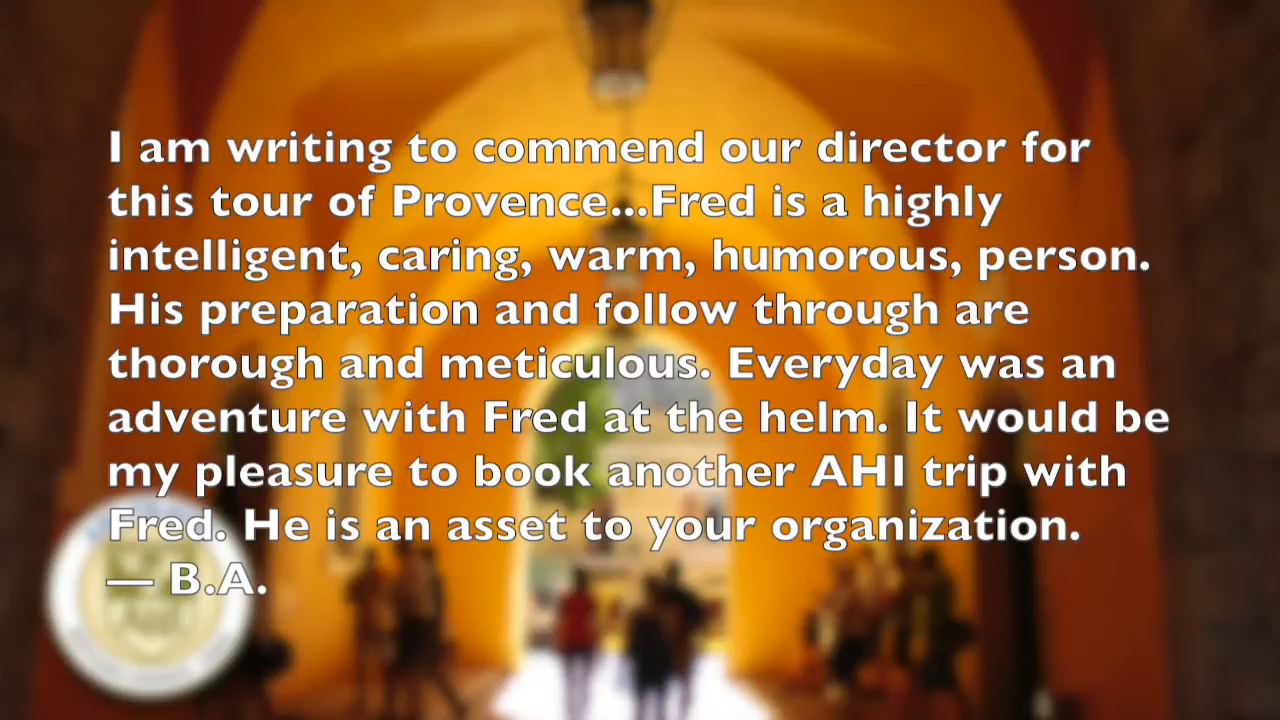 I am writing to commend our director for
this tour of Provence...Fred is a highly
intelligent, caring, warm, humorous, person.
His preparation and follow through are
thorough and meticulous. Everyday was an
adventure with Fred at the helm. It would be
my pleasure to book another AHI trip with
Fred. He is an asset to your organization.
— B.A.